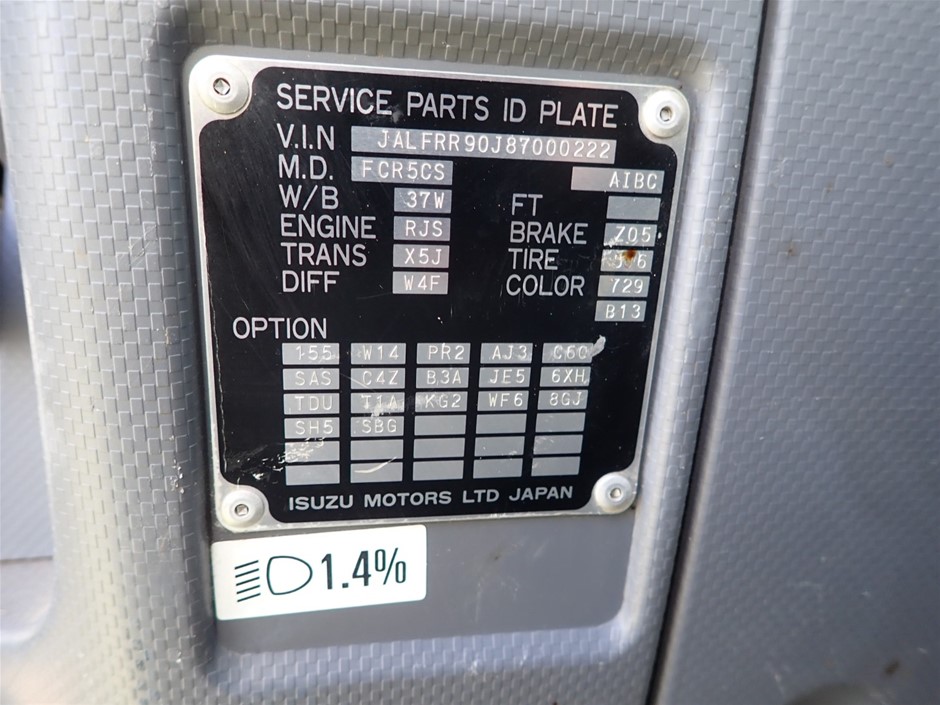 SERVICE PARTS ID PLATE
V.I.N JALFRR90J87000222
M.D. FCR5CS AIBC
W/B 37W FT
ENGINE RJS BRAKE Z05
TRANS X5J TIRE
DIFF W4F COLOR 729
B13
OPTION
155 W14 PR2 AJ3 C6C
SAS C4Z B3A JE5 6XH
TDU T1A KG2 WF6 8GJ
SH5 SBG
ISUZU MOTORS LTD JAPAN
1.4%